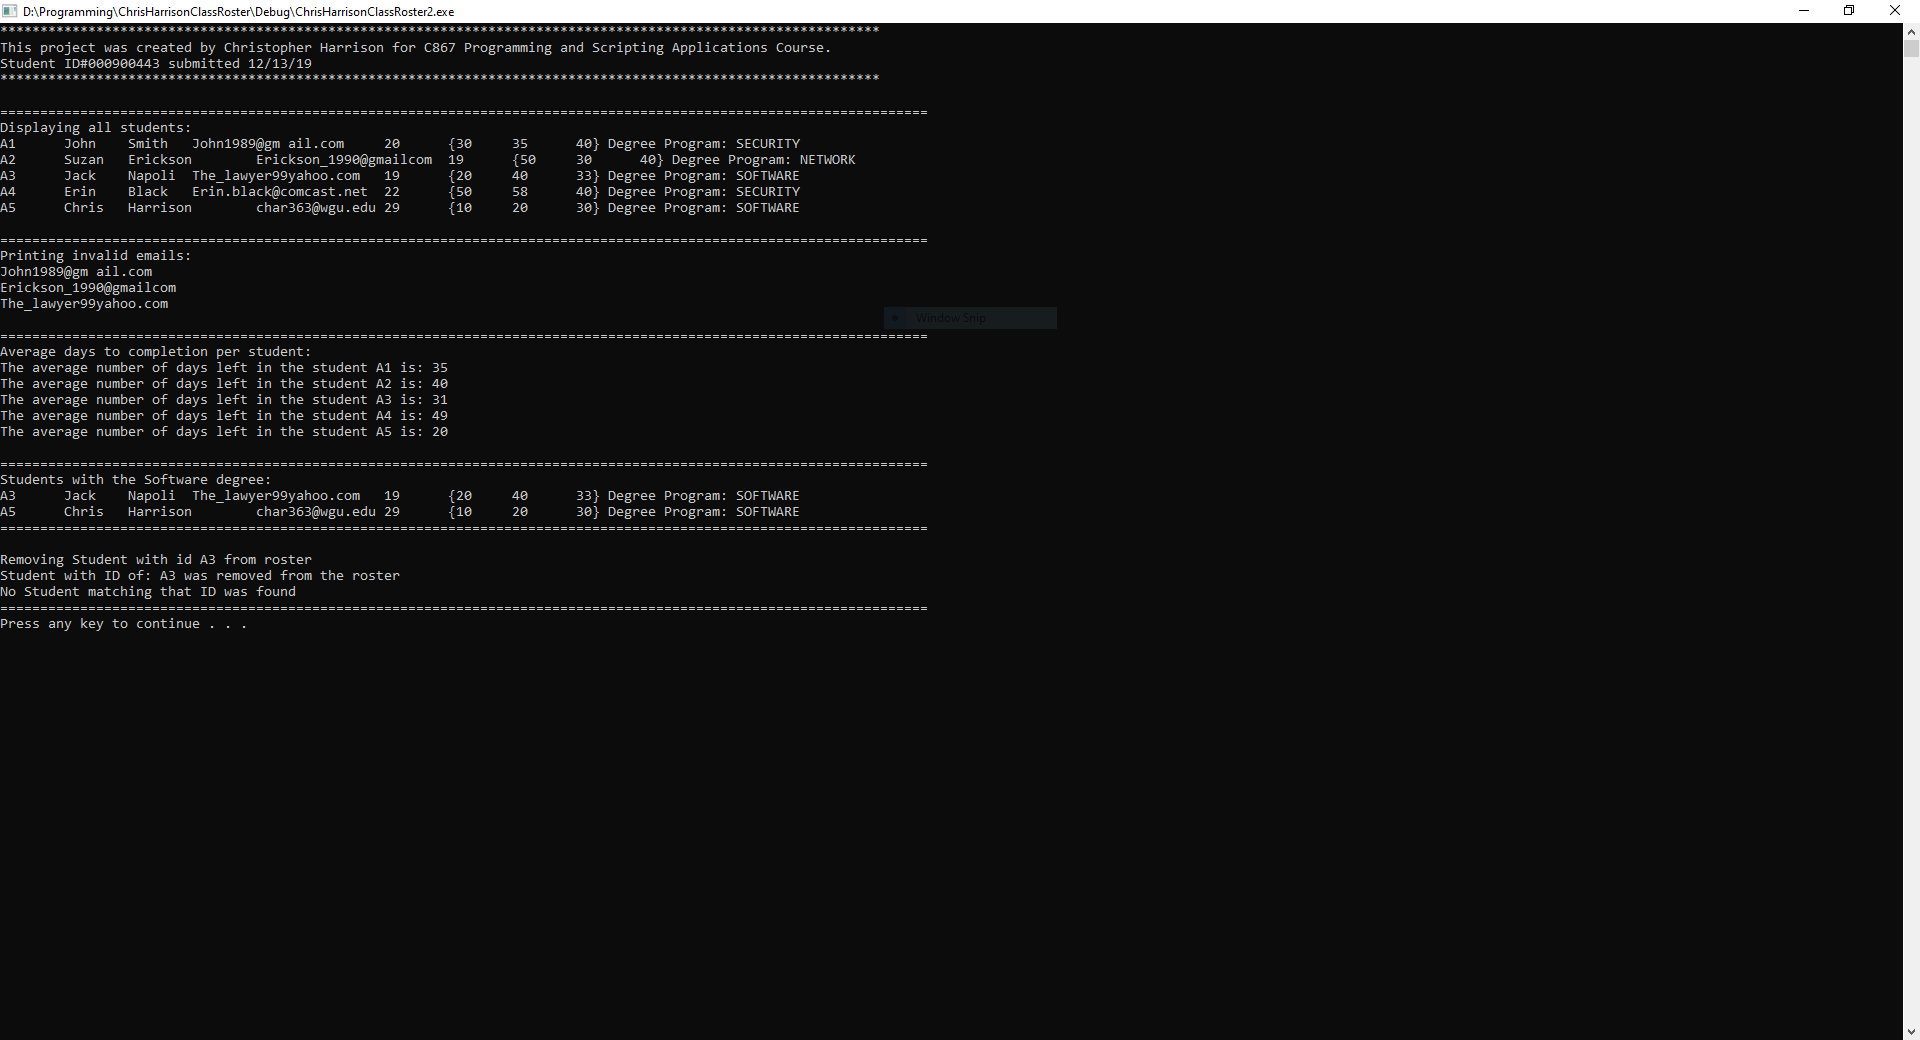 D:\Programming\ChrisHarrisonClassRoster\Debug\ChrisHarrisonClassRoster2.exe
**************************************************************************************************************
This project was created by Christopher Harrison for C867 Programming and Scripting Applications Course.
Student ID#000900443 submitted 12/13/19
**************************************************************************************************************
====================================================================================================================
Displaying all students:
A1      John    Smith   John1989@gm ail.com     20      {30     35      40} Degree Program: SECURITY
A2      Suzan   Erickson        Erickson_1990@gmailcom  19      {50     30      40} Degree Program: NETWORK
A3      Jack    Napoli  The_lawyer99yahoo.com   19      {20     40      33} Degree Program: SOFTWARE
A4      Erin    Black   Erin.black@comcast.net  22      {50     58      40} Degree Program: SECURITY
A5      Chris   Harrison        char363@wgu.edu 29      {10     20      30} Degree Program: SOFTWARE
====================================================================================================================
Printing invalid emails:
John1989@gm ail.com
Erickson_1990@gmailcom
The_lawyer99yahoo.com
Window Snip
====================================================================================================================
Average days to completion per student:
The average number of days left in the student A1 is: 35
The average number of days left in the student A2 is: 40
The average number of days left in the student A3 is: 31
The average number of days left in the student A4 is: 49
The average number of days left in the student A5 is: 20
====================================================================================================================
Students with the Software degree:
A3      Jack    Napoli  The_lawyer99yahoo.com   19      {20     40      33} Degree Program: SOFTWARE
A5      Chris   Harrison        char363@wgu.edu 29      {10     20      30} Degree Program: SOFTWARE
====================================================================================================================
Removing Student with id A3 from roster
Student with ID of: A3 was removed from the roster
No Student matching that ID was found
====================================================================================================================
Press any key to continue . . .